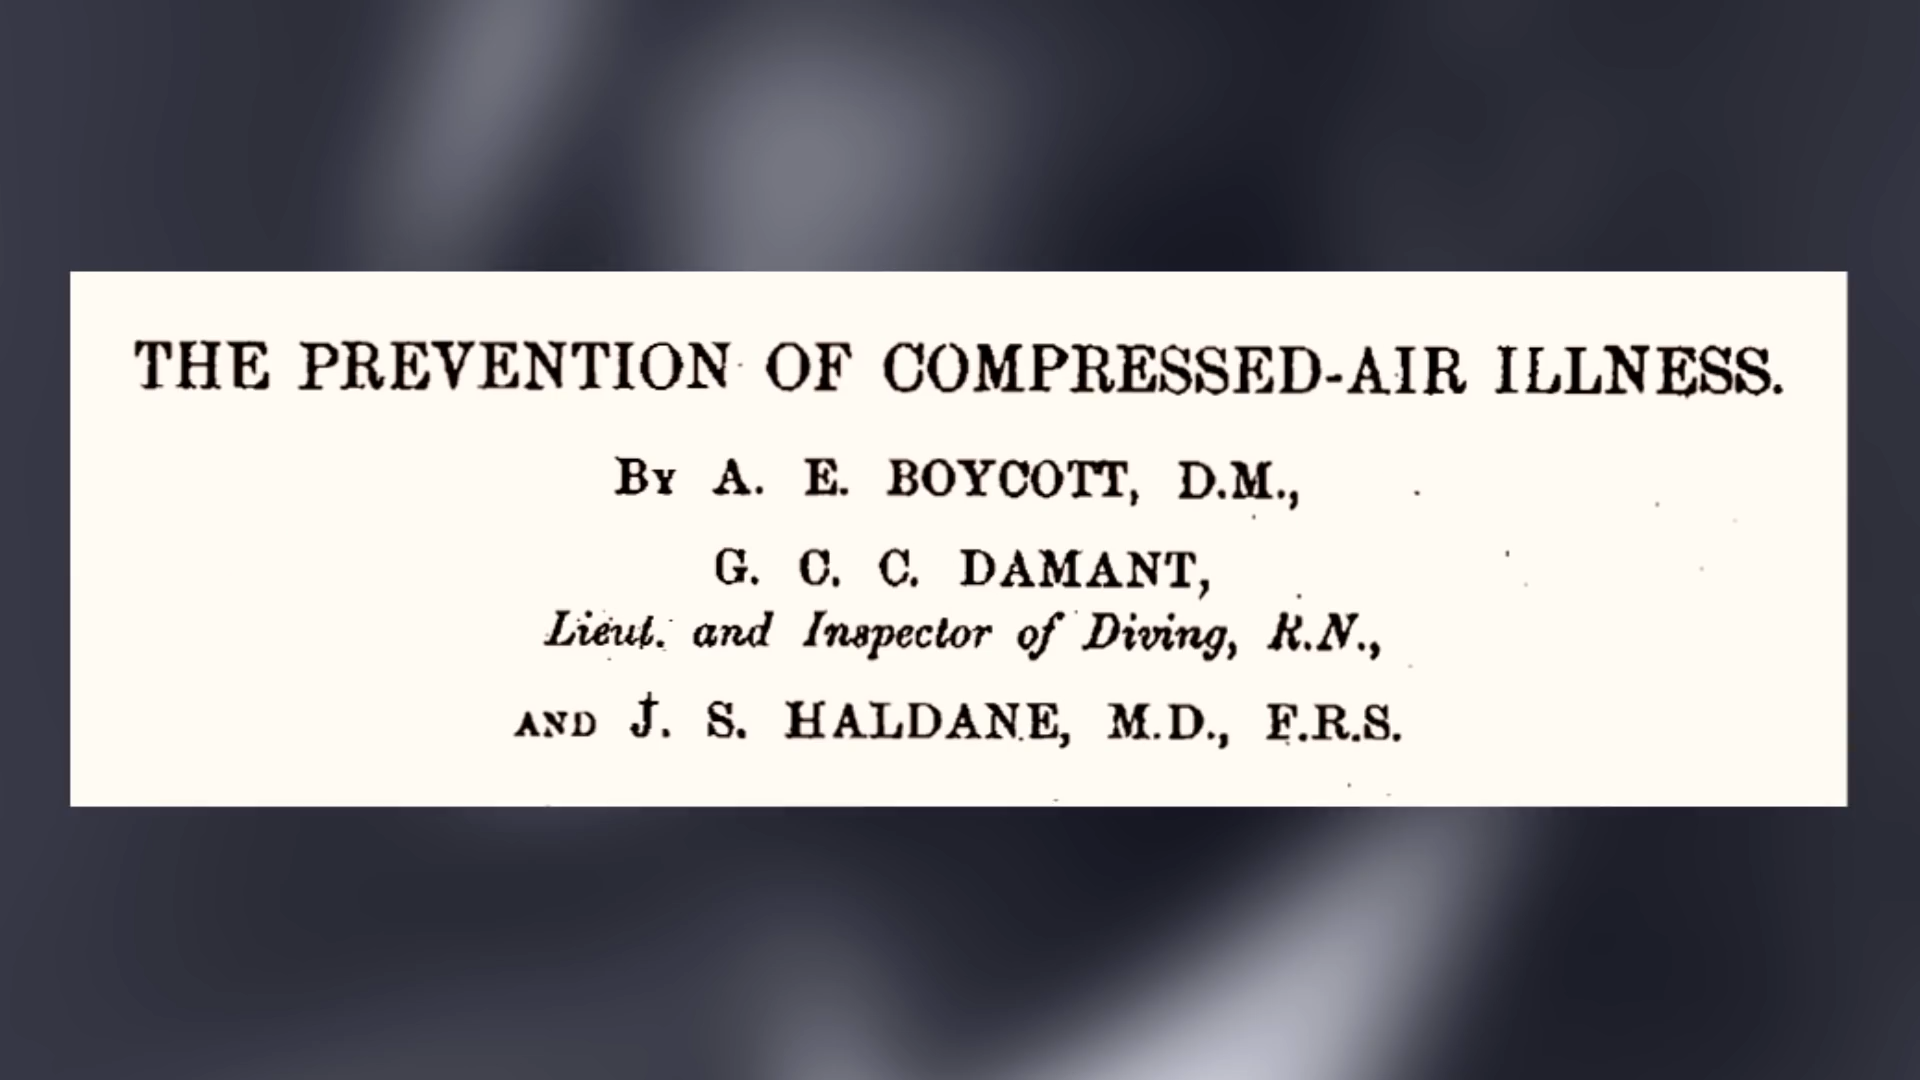 THE PREVENTION OF COMPRESSED-AIR ILLNESS.
By A. E. BOYCOTT, D.M.,
G. C. C. DAMANT,
Lieut. and Inspector of Diving, R.N.,
AND J. S. HALDANE, M.D., F.R.S.